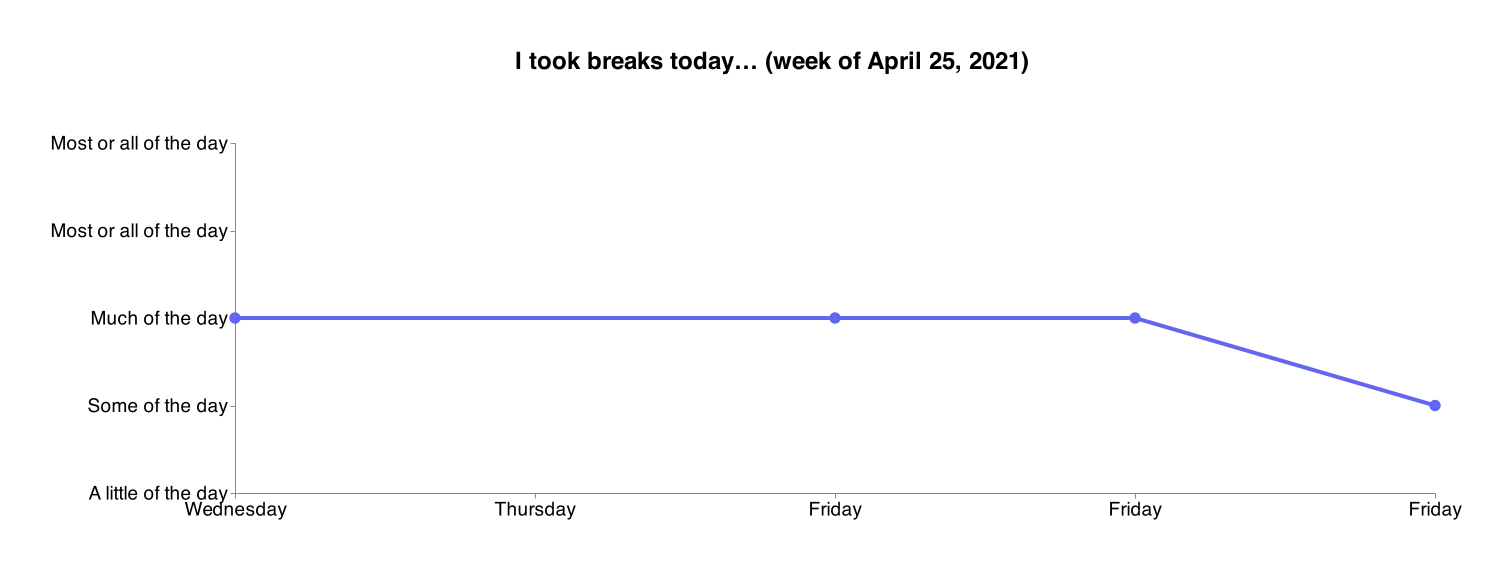 I took breaks today… (week of April 25, 2021)
Most or all of the day
Most or all of the day
Much of the day
Some of the day
A little of the day
Wednesday Thursday Friday Friday Friday